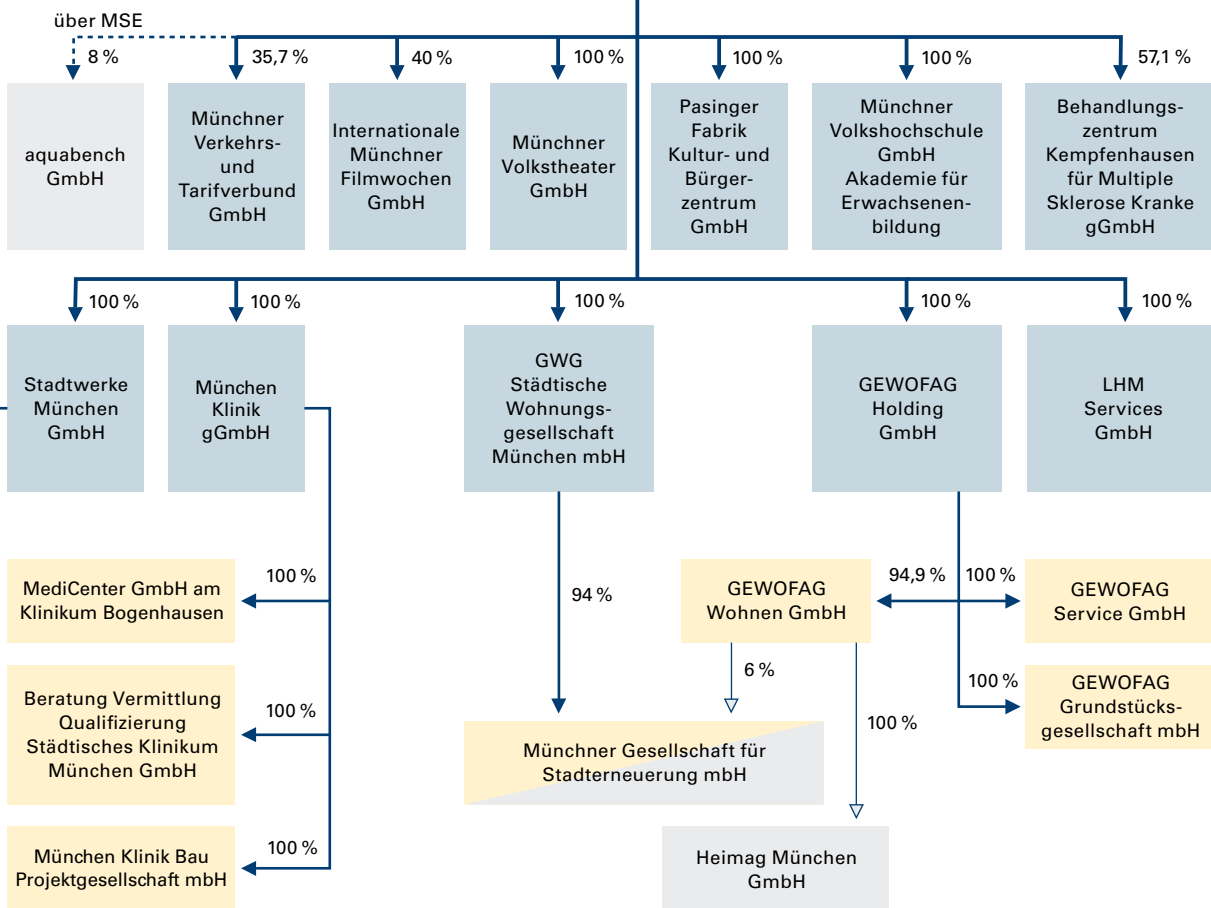 über MSE
8 %
35,7 %
40 %
100 %
100 %
100 %
57,1 %
aquabench
GmbH
Münchner
Verkehrs-
und
Tarifverbund
GmbH
Internationale
Münchner
Filmwochen
GmbH
Münchner
Volkstheater
GmbH
Pasinger
Fabrik
Kultur- und
Bürger-
zentrum
GmbH
Münchner
Volkshochschule
GmbH
Akademie für
Erwachsenen-
bildung
Behandlungs-
zentrum
Kempfenhausen
für Multiple
Sklerose Kranke
gGmbH
100 %
100 %
100 %
100 %
100 %
Stadtwerke
München
GmbH
München
Klinik
gGmbH
GWG
Städtische
Wohnungs-
gesellschaft
München mbH
GEWOFAG
Holding
GmbH
LHM
Services
GmbH
MediCenter GmbH am
Klinikum Bogenhausen
100 %
94 %
GEWOFAG
Wohnen GmbH
94,9 %
100 %
GEWOFAG
Service GmbH
Beratung Vermittlung
Qualifizierung
Städtisches Klinikum
München GmbH
100 %
6 %
100 %
100 %
GEWOFAG
Grundstücks-
gesellschaft mbH
Münchner Gesellschaft für
Stadterneuerung mbH
München Klinik Bau
Projektgesellschaft mbH
100 %
Heimag München
GmbH